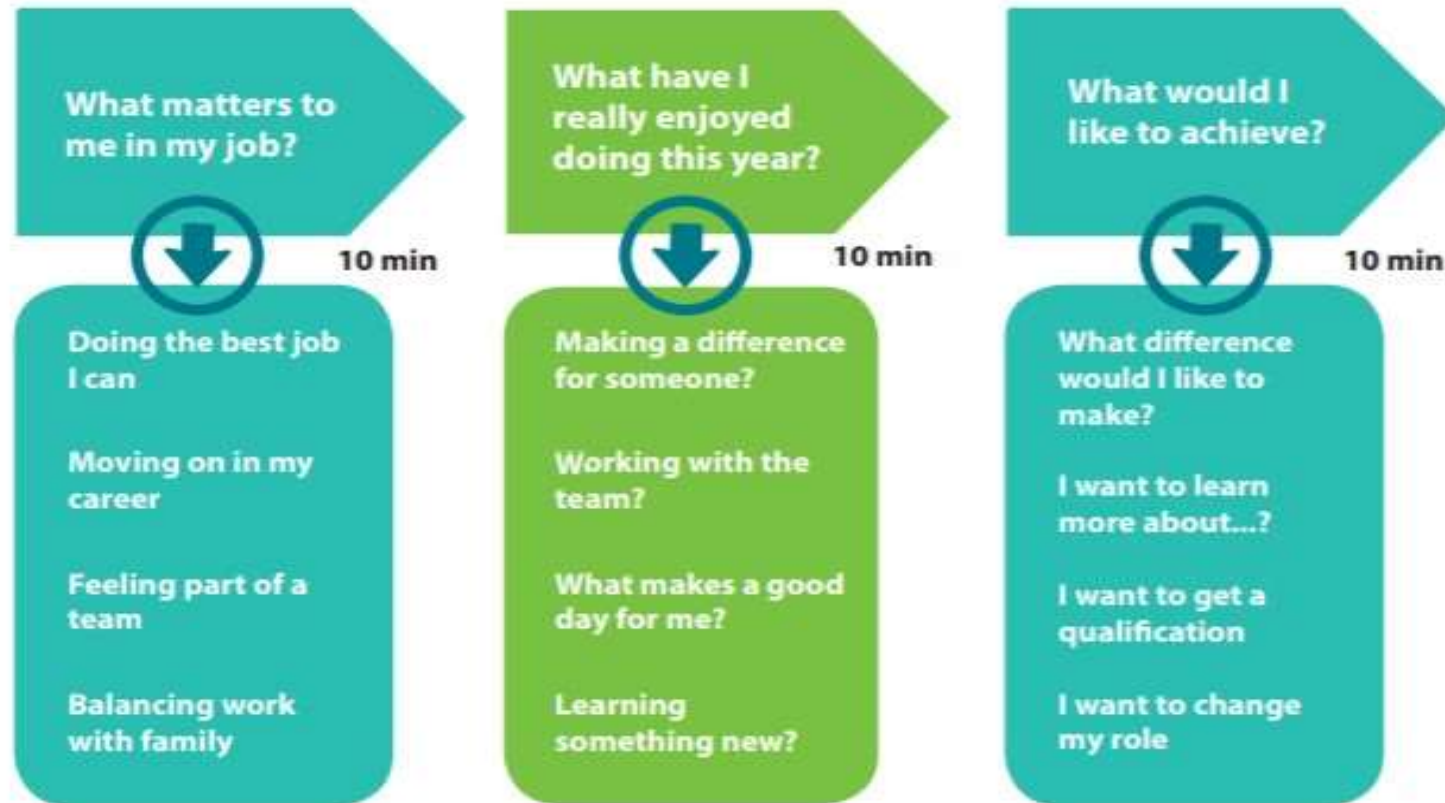 What matters to
me in my job?
10 min
Doing the best job
I can
Moving on in my
career
Feeling part of a
team
Balancing work
with family
What have I
really enjoyed
doing this year?
10 min
Making a difference
for someone?
Working with the
team?
What makes a good
day for me?
Learning
something new?
What would I
like to achieve?
10 min
What difference
would I like to
make?
I want to learn
more about...?
I want to get a
qualification
I want to change
my role